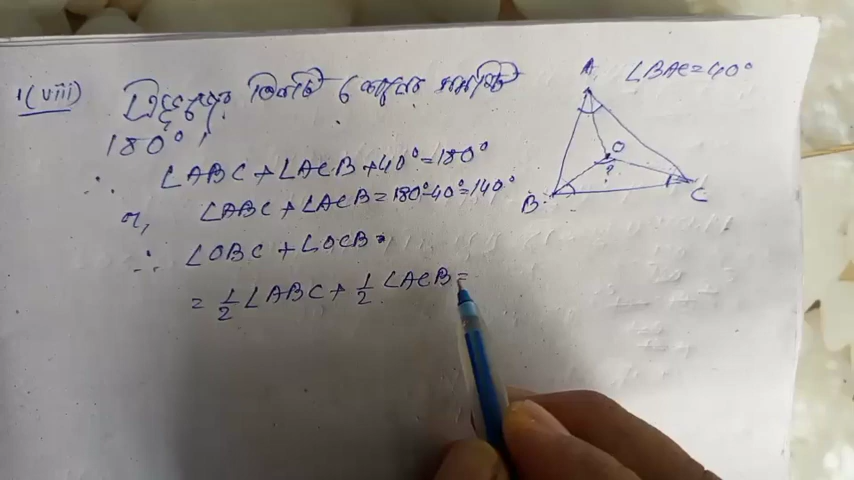 1(viii) ত্রিভুজের তিনটি কোণের সমষ্টি
180°।
∴ ∠ABC + ∠ACB + 40° = 180°
বা, ∠ABC + ∠ACB = 180° - 40° = 140°
∴ ∠OBC + ∠OCB =
= 1/2 ∠ABC + 1/2 ∠ACB =
∠BAC = 40°
A
O
?
B
C